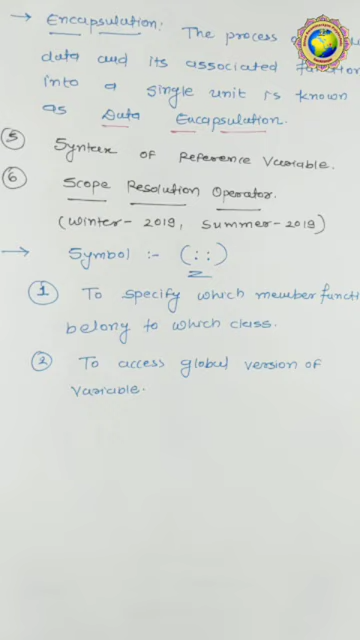 → Encapsulation: The process
data and its associated function
into a single unit is known
as Data Encapsulation.
⑤ Syntax of Reference Variable.
⑥ Scope Resolution Operator.
(Winter - 2019, Summer - 2019)
→ Symbol :- (::)
① To specify which member funct
belong to which class.
② To access global version of
Variable.